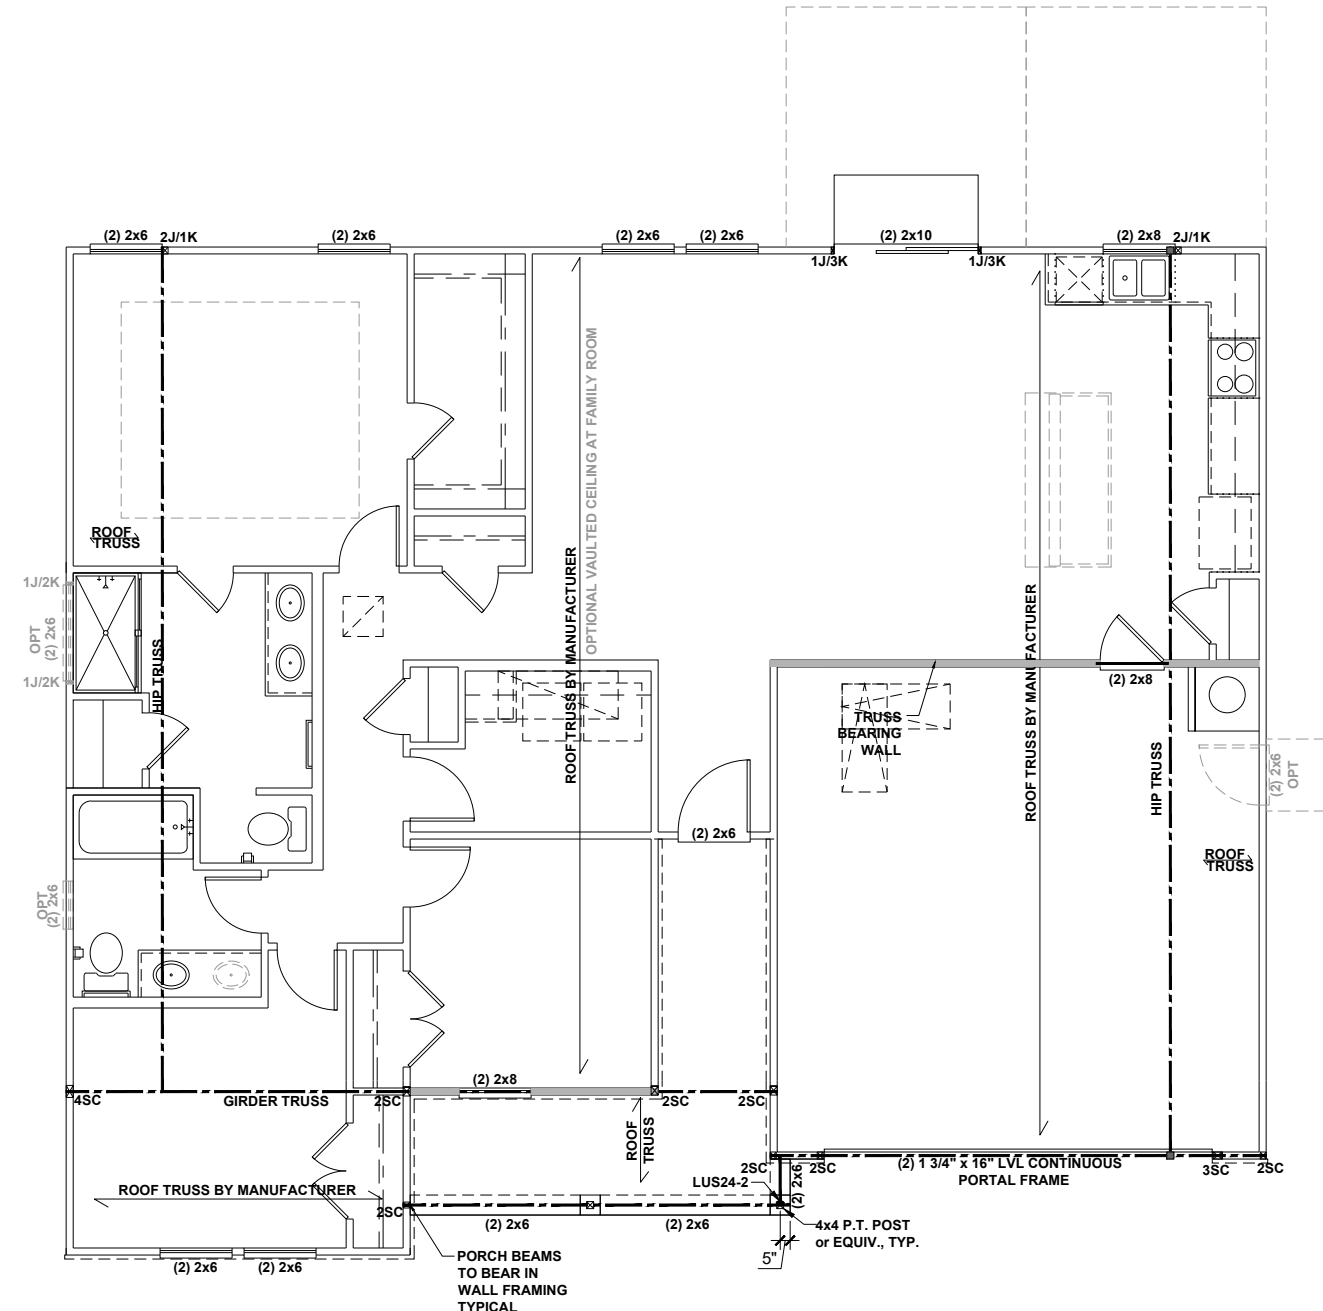 (2) 2x6
2J/1K
(2) 2x6
(2) 2x6
(2) 2x6
(2) 2x10
(2) 2x8
2J/1K
1J/3K
1J/3K
OPTIONAL VAULTED CEILING AT FAMILY ROOM
ROOF
TRUSS
1J/2K
OPT
(2) 2x6
1J/2K
HIP TRUSS
ROOF TRUSS BY MANUFACTURER
ROOF TRUSS BY MANUFACTURER
(2) 2x8
TRUSS
BEARING
WALL
HIP TRUSS
(2) 2x6
OPT
(2) 2x6
ROOF
TRUSS
OPT
(2) 2x6
(2) 2x8
4SC
GIRDER TRUSS
2SC
2SC
2SC
ROOF
TRUSS
2SC
2SC
(2) 1 3/4" x 16" LVL CONTINUOUS
PORTAL FRAME
3SC
2SC
LUS24-2
(2) 2x6
ROOF TRUSS BY MANUFACTURER
2SC
(2) 2x6
(2) 2x6
4x4 P.T. POST
or EQUIV., TYP.
5"
(2) 2x6
(2) 2x6
PORCH BEAMS
TO BEAR IN
WALL FRAMING
TYPICAL